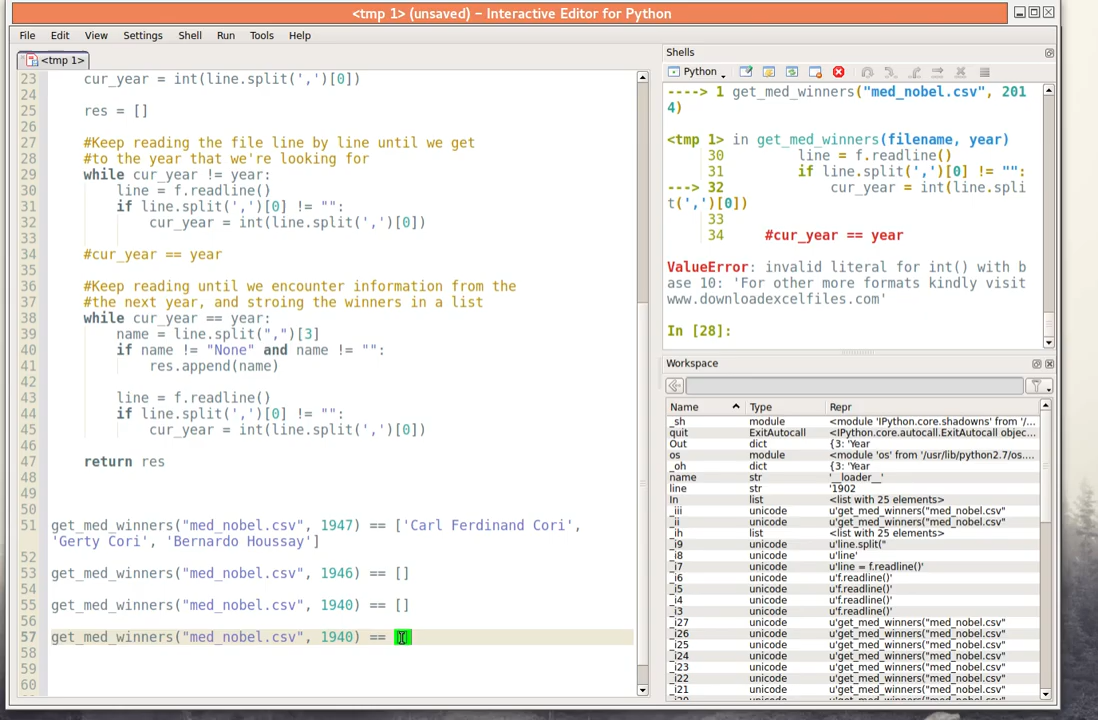 <tmp 1> (unsaved) – Interactive Editor for Python
File Edit View Settings Shell Run Tools Help
<tmp 1>
23 cur_year = int(line.split(',')[0])
24
25 res = []
26
27 #Keep reading the file line by line until we get
28 #to the year that we're looking for
29 while cur_year != year:
30 line = f.readline()
31 if line.split(',')[0] != "":
32 cur_year = int(line.split(',')[0])
33
34 #cur_year == year
35
36 #Keep reading until we encounter information from the
37 #the next year, and stroing the winners in a list
38 while cur_year == year:
39 name = line.split(",")[3]
40 if name != "None" and name != "":
41 res.append(name)
42
43 line = f.readline()
44 if line.split(',')[0] != "":
45 cur_year = int(line.split(',')[0])
46
47 return res
48
49
50
51 get_med_winners("med_nobel.csv", 1947) == ['Carl Ferdinand Cori',
'Gerty Cori', 'Bernardo Houssay']
52
53 get_med_winners("med_nobel.csv", 1946) == []
54
55 get_med_winners("med_nobel.csv", 1940) == []
56
57 get_med_winners("med_nobel.csv", 1940) == []
58
59
60
Shells
Python
----> 1 get_med_winners("med_nobel.csv", 201
4)
<tmp 1> in get_med_winners(filename, year)
30 line = f.readline()
31 if line.split(',')[0] != "":
---> 32 cur_year = int(line.spli
t(',')[0])
33
34 #cur_year == year
ValueError: invalid literal for int() with b
ase 10: 'For other more formats kindly visit
www.downloadexcelfiles.com'
In [28]:
Workspace
Name Type Repr
_sh module <module 'IPython.core.shadowns' from '/...
quit ExitAutocall <IPython.core.autocall.ExitAutocall objec...
Out dict {3: 'Year
os module <module 'os' from '/usr/lib/python2.7/os....
_oh dict {3: 'Year
name str '__loader__'
line str '1902
In list <list with 25 elements>
_iii unicode u'get_med_winners("med_nobel.csv"
_ii unicode u'get_med_winners("med_nobel.csv"
_ih list <list with 25 elements>
_i9 unicode u'line.split("
_i8 unicode u'line'
_i7 unicode u'line = f.readline()'
_i6 unicode u'f.readline()'
_i5 unicode u'f.readline()'
_i4 unicode u'f.readline()'
_i3 unicode u'f.readline()'
_i27 unicode u'get_med_winners("med_nobel.csv"
_i26 unicode u'get_med_winners("med_nobel.csv"
_i25 unicode u'get_med_winners("med_nobel.csv"
_i24 unicode u'get_med_winners("med_nobel.csv"
_i23 unicode u'get_med_winners("med_nobel.csv"
_i22 unicode u'get_med_winners("med_nobel.csv"
_i21 unicode u'get_med_winners("med_nobel.csv"